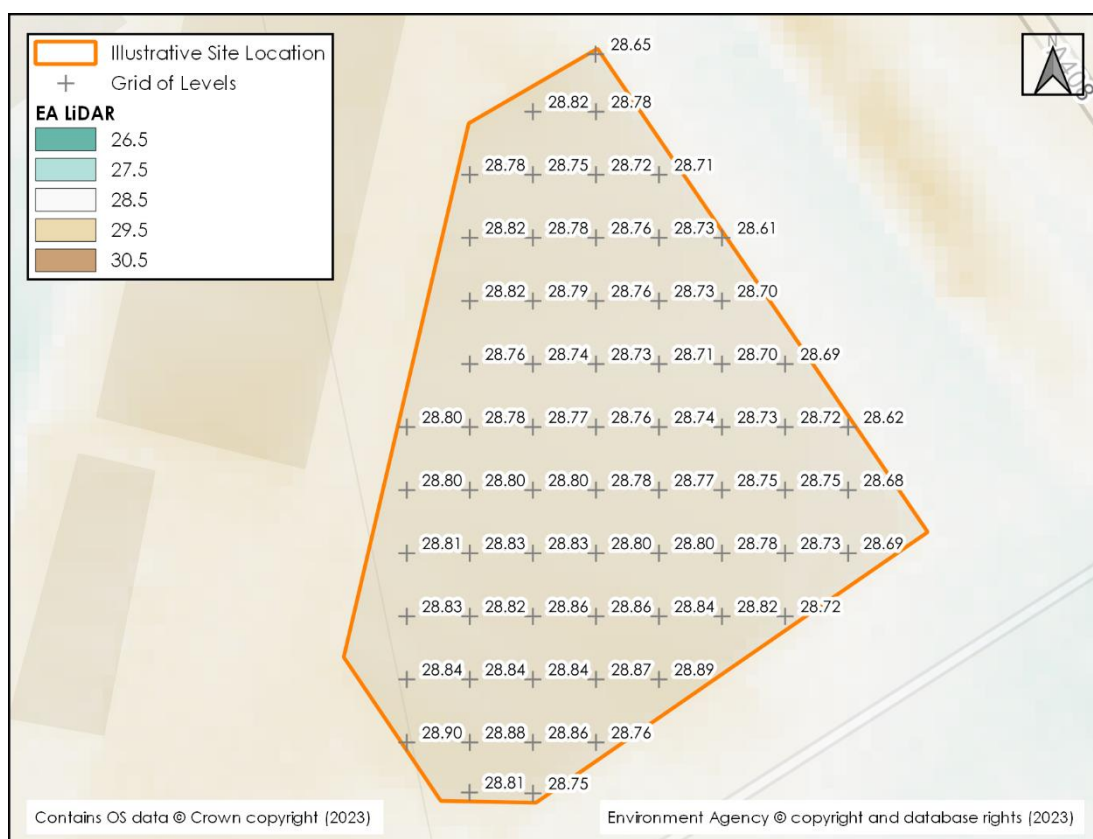 Illustrative Site Location
Grid of Levels
EA LiDAR
26.5
27.5
28.5
29.5
30.5
N
A408
28.65
28.82 28.78
28.78 28.75 28.72 28.71
28.82 28.78 28.76 28.73 28.61
28.82 28.79 28.76 28.73 28.70
28.76 28.74 28.73 28.71 28.70 28.69
28.80 28.78 28.77 28.76 28.74 28.73 28.72 28.62
28.80 28.80 28.80 28.78 28.77 28.75 28.75 28.68
28.81 28.83 28.83 28.80 28.80 28.78 28.73 28.69
28.83 28.82 28.86 28.86 28.84 28.82 28.72
28.84 28.84 28.84 28.87 28.89
28.90 28.88 28.86 28.76
28.81 28.75
Contains OS data © Crown copyright (2023)
Environment Agency © copyright and database rights (2023)